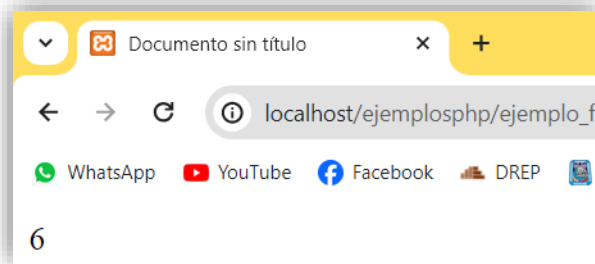 Documento sin título
localhost/ejemplosphp/ejemplo_f
WhatsApp YouTube Facebook DREP
6